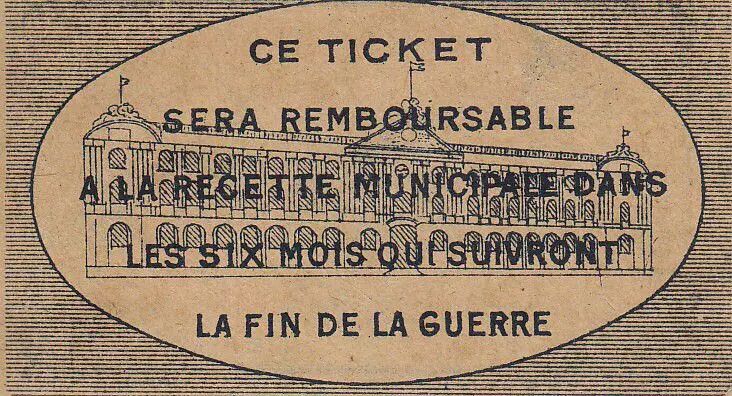 CE TICKET
SERA REMBOURSABLE
A LA RECETTE MUNICIPALE DANS
LES SIX MOIS QUI SUIVRONT
LA FIN DE LA GUERRE